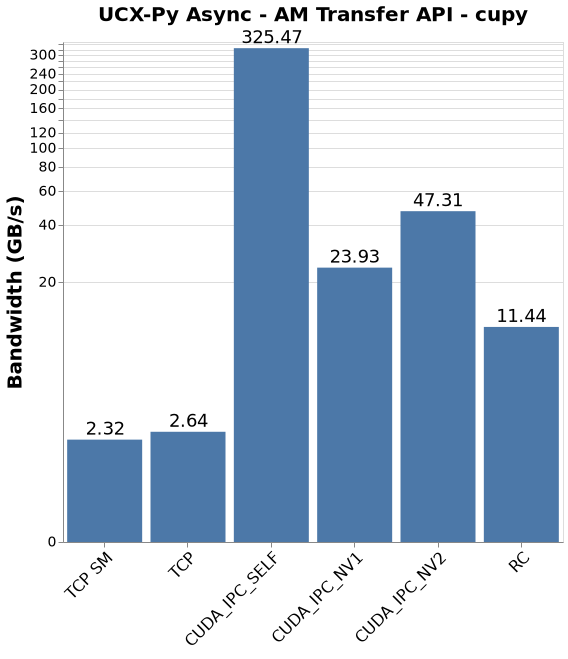 UCX-Py Async - AM Transfer API - cupy
Bandwidth (GB/s)
300
240
200
160
120
100
80
60
40
20
0
2.32
2.64
325.47
23.93
47.31
11.44
TCP SM
TCP
CUDA_IPC_SELF
CUDA_IPC_NV1
CUDA_IPC_NV2
RC